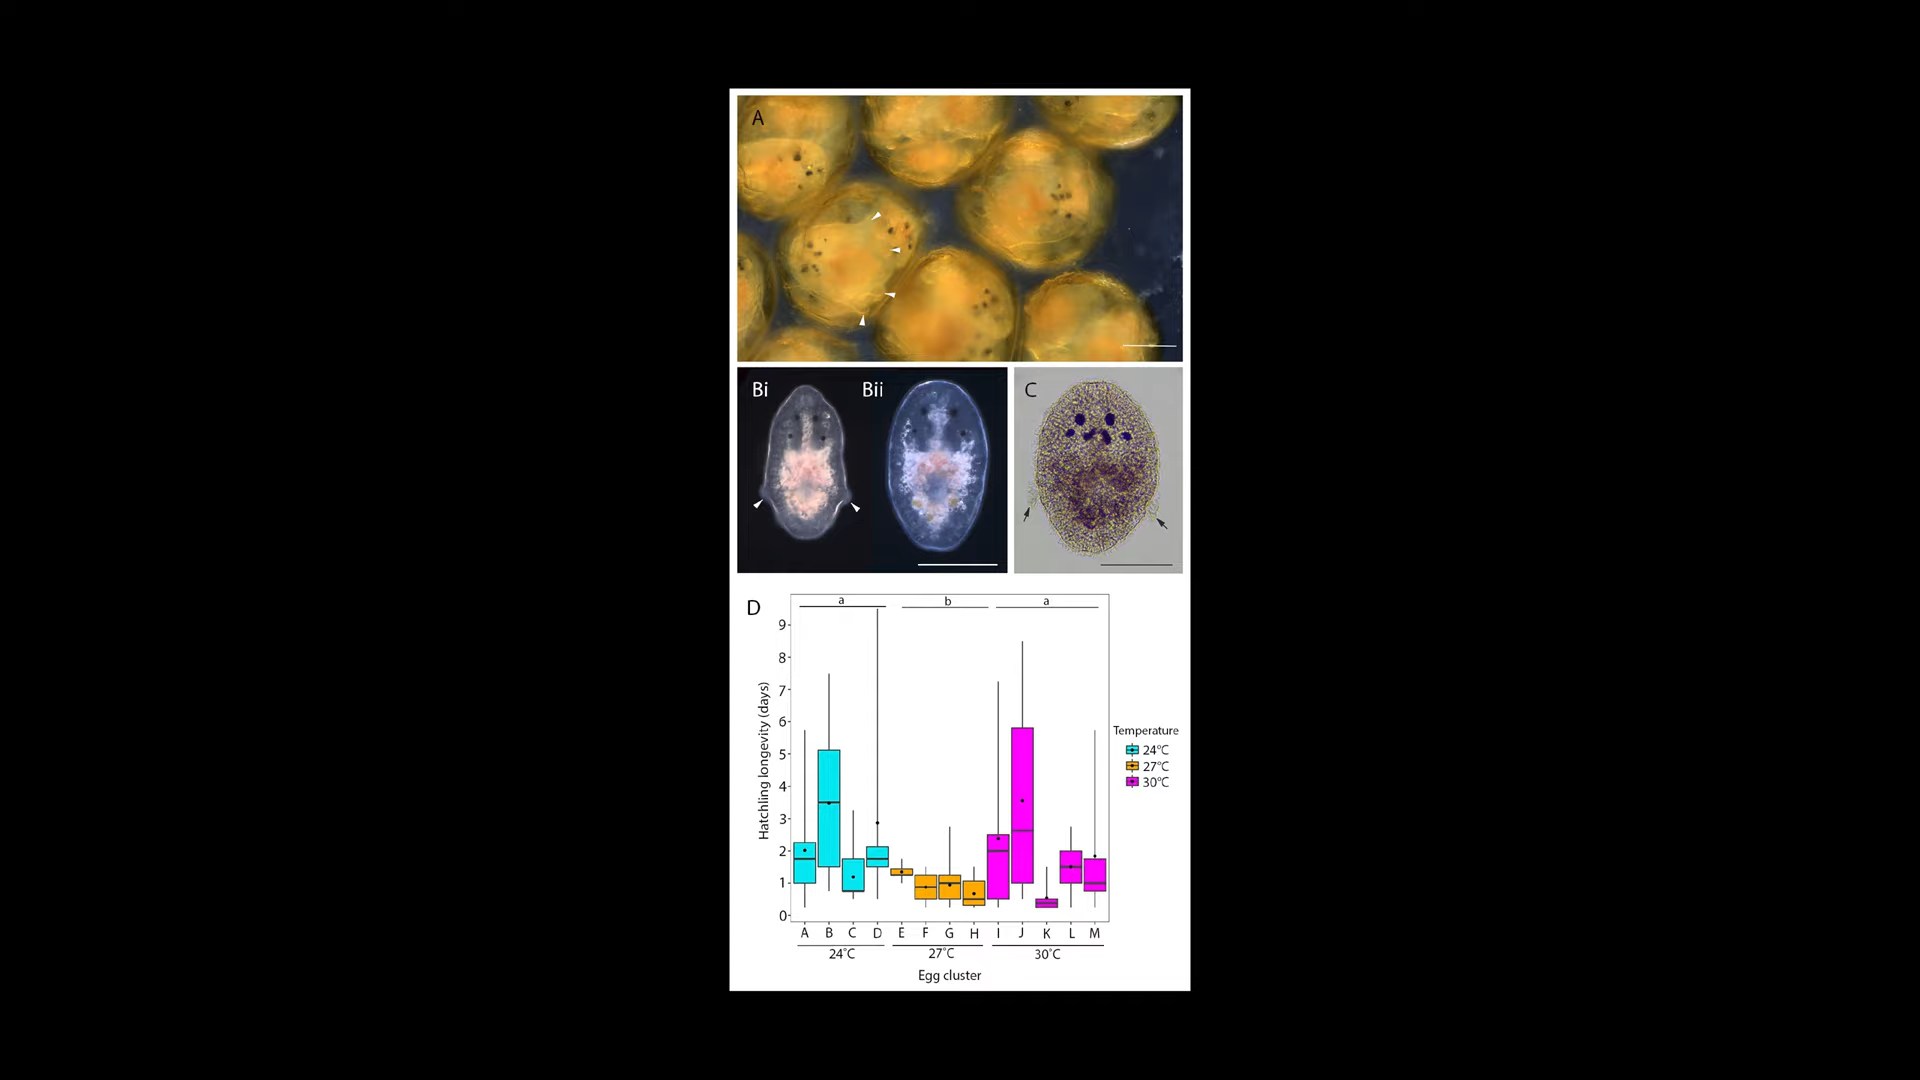 A
Bi
Bii
C
D
a
b
a
9
8
7
6
5
4
3
2
1
0
Hatchling longevity (days)
A B C D E F G H I J K L M
24°C
27°C
30°C
Egg cluster
Temperature
24°C
27°C
30°C